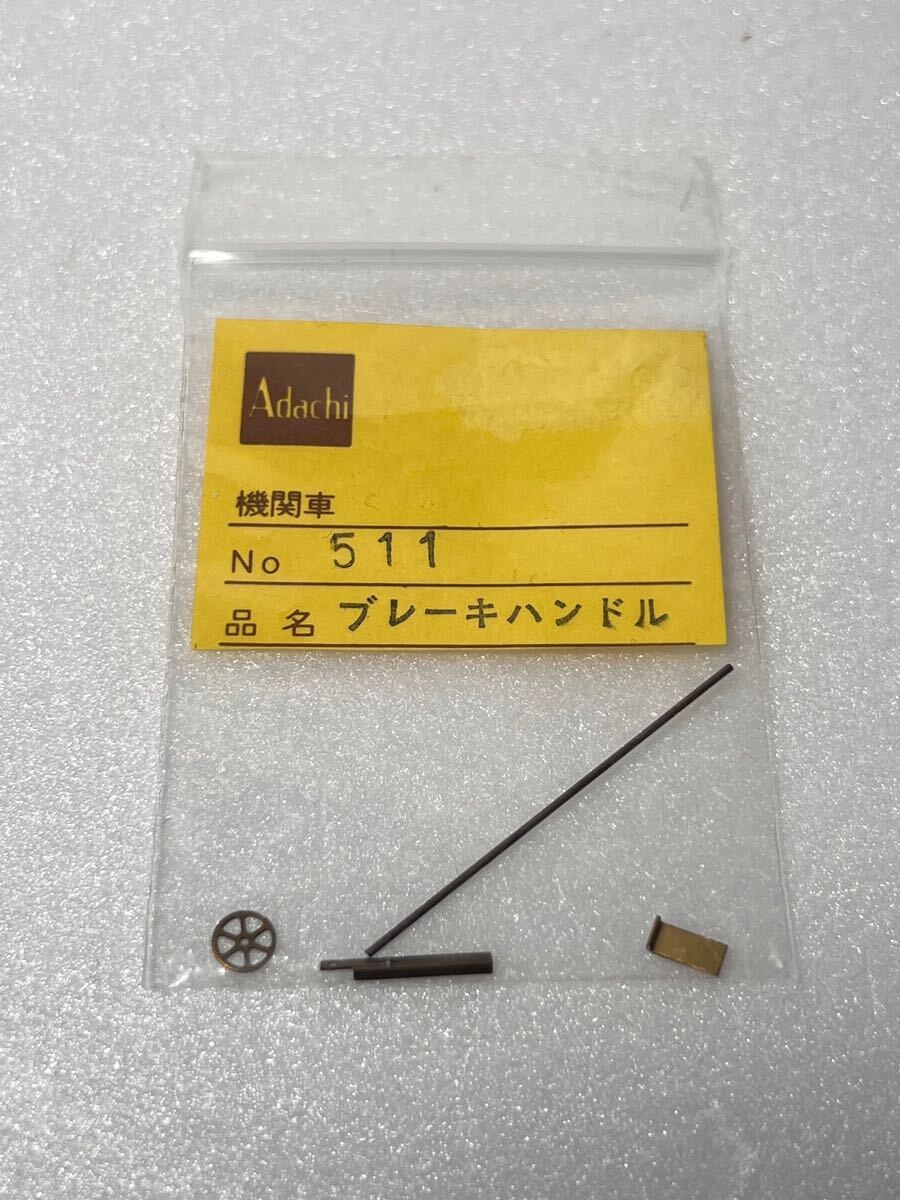 Adachi
機関車
No 511
品名 ブレーキハンドル